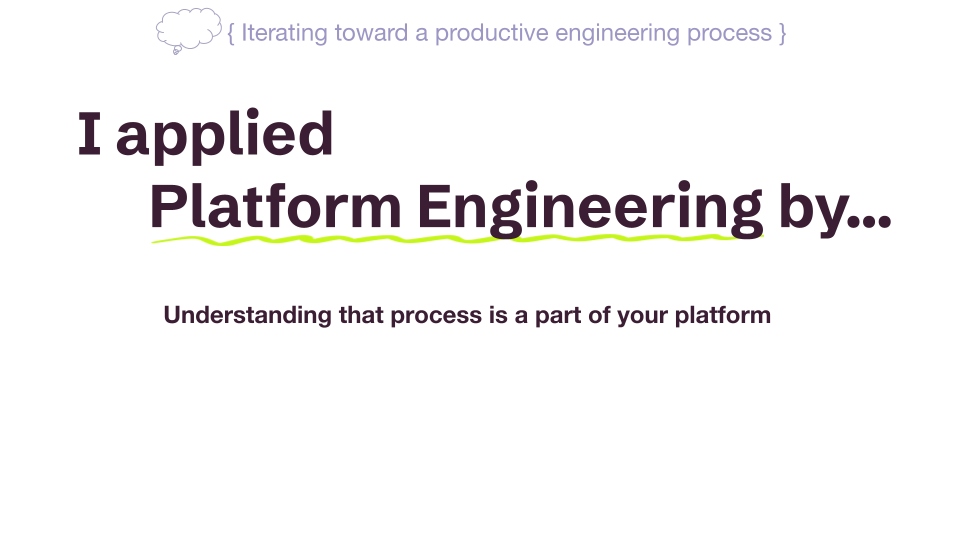 { Iterating toward a productive engineering process }
I applied
Platform Engineering by...
Understanding that process is a part of your platform